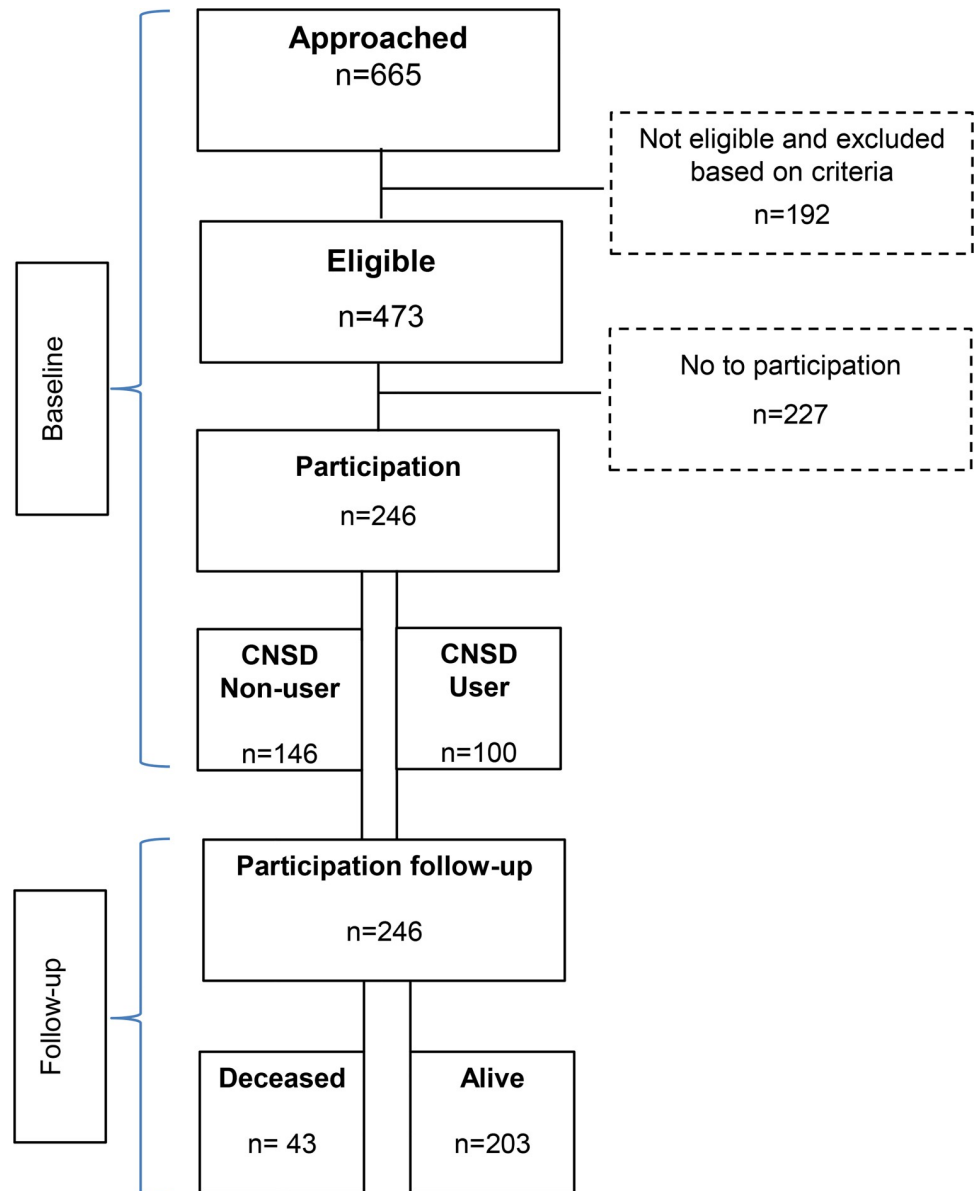 Approached
n=665
Not eligible and excluded
based on criteria
n=192
Eligible
n=473
No to participation
n=227
Baseline
Participation
n=246
CNSD
Non-user
n=146
CNSD
User
n=100
Participation follow-up
n=246
Follow-up
Deceased
n= 43
Alive
n=203